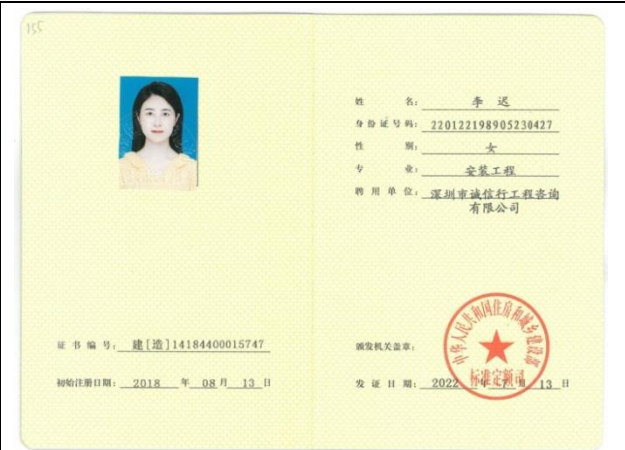 155
姓 名: 李迟
身份证号码: 220122198905230427
性 别: 女
专 业: 安装工程
聘用单位: 深圳市诚信行工程咨询
有限公司
证书编号: 建[造]14184400015747
初始注册日期: 2018 年 08 月 13 日
颁发机关盖章:
中华人民共和国住房和城乡建设部
标准定额司
发证日期: 2022 年 7 月 13 日